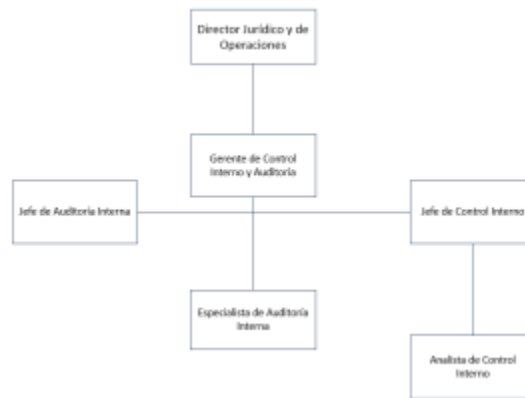 Director Jurídico y de
Operaciones
Gerente de Control
Interno y Auditoría
Jefe de Auditoría Interna
Jefe de Control Interno
Especialista de Auditoría
Interna
Analista de Control
Interno